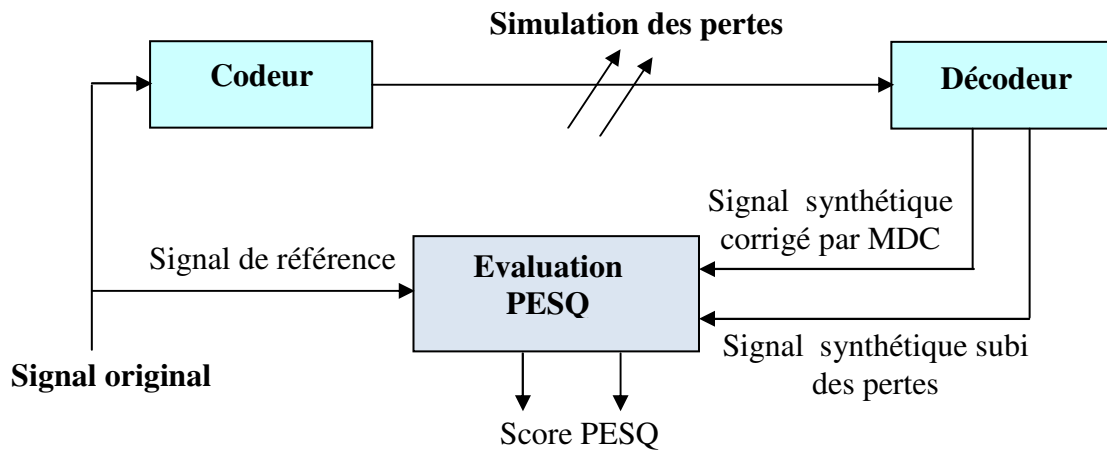 Simulation des pertes
Codeur
Décodeur
Signal synthétique
corrigé par MDC
Signal de référence
Evaluation
PESQ
Signal synthétique subi
des pertes
Signal original
Score PESQ